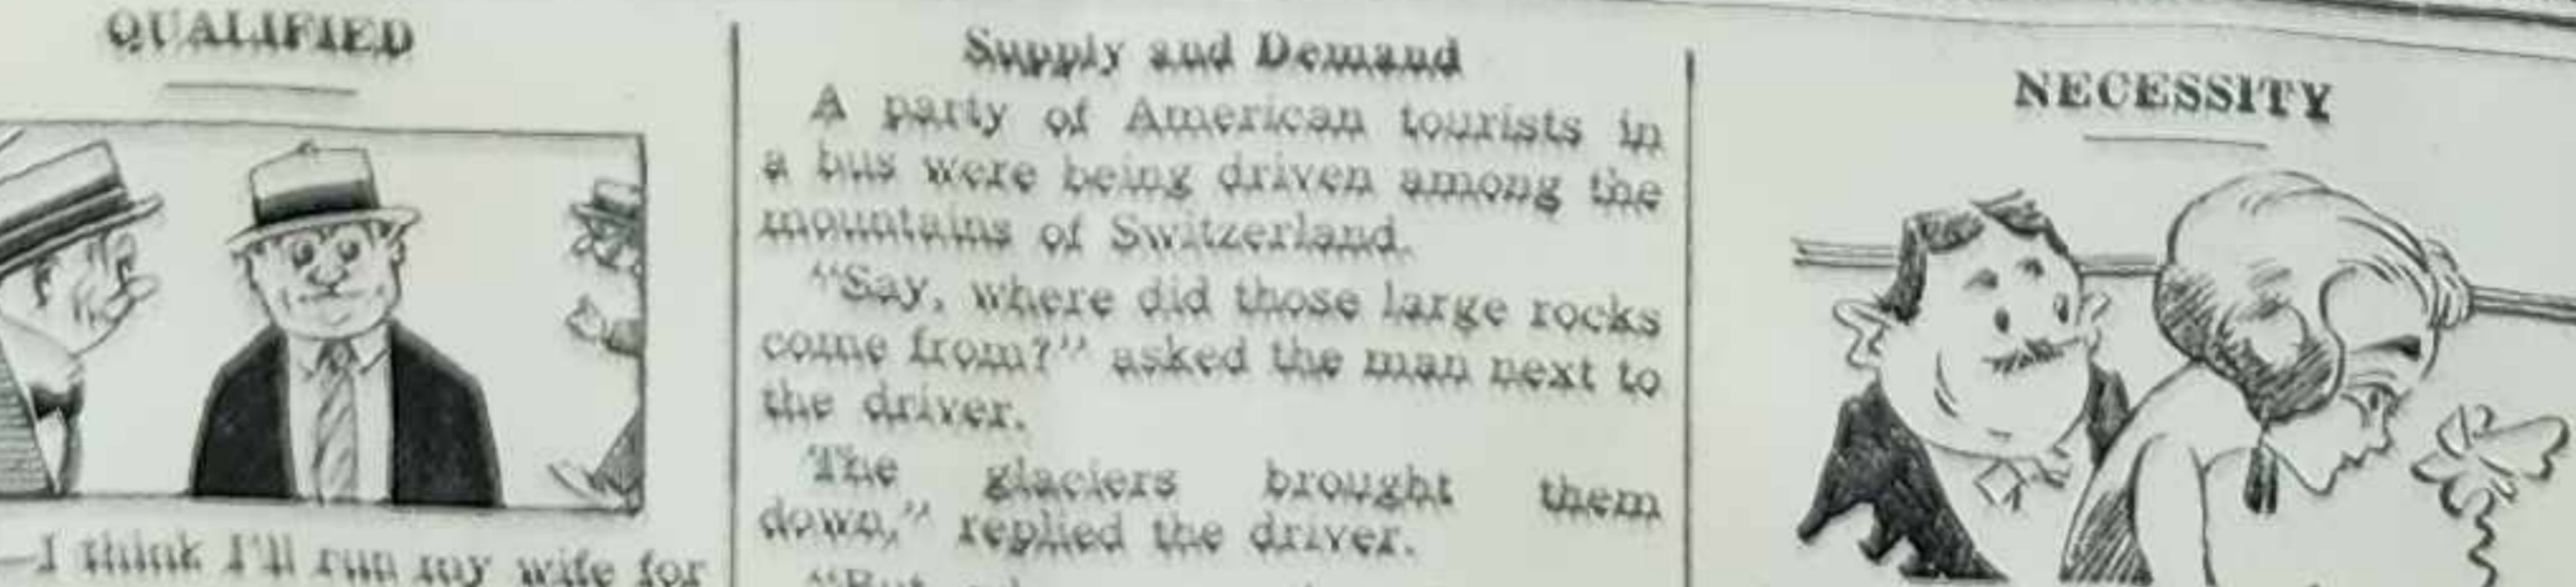 QUALIFIED
—I think I'll run my wife for
Supply and Demand
A party of American tourists in
a bus were being driven among the
mountains of Switzerland.
"Say, where did those large rocks
come from?" asked the man next to
the driver.
The glaciers brought them
down," replied the driver.
"But
NECESSITY